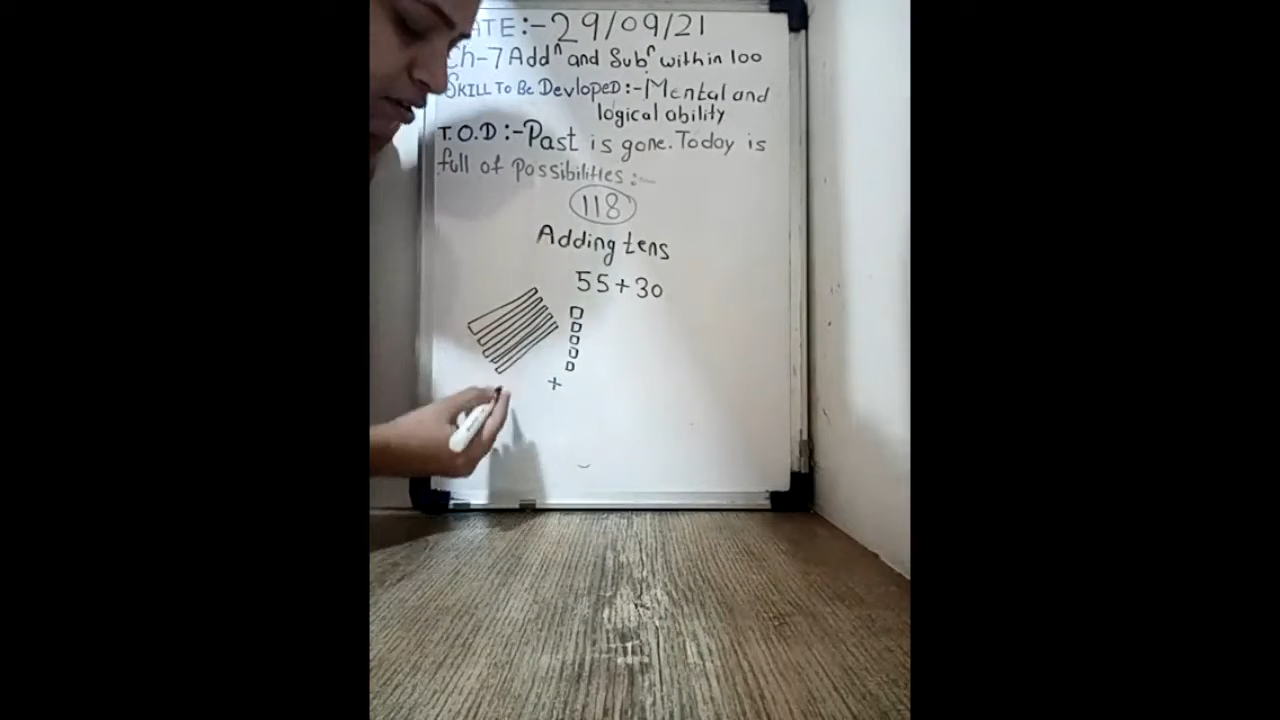 ATE:-29/09/21
Ch-7 Addⁿ and Subⁿ within 100
SKILL TO BE DEVLOPED:-Mental and
logical ability
T.O.D:-Past is gone. Today is
full of possibilities:-
118
Adding tens
55+30
+